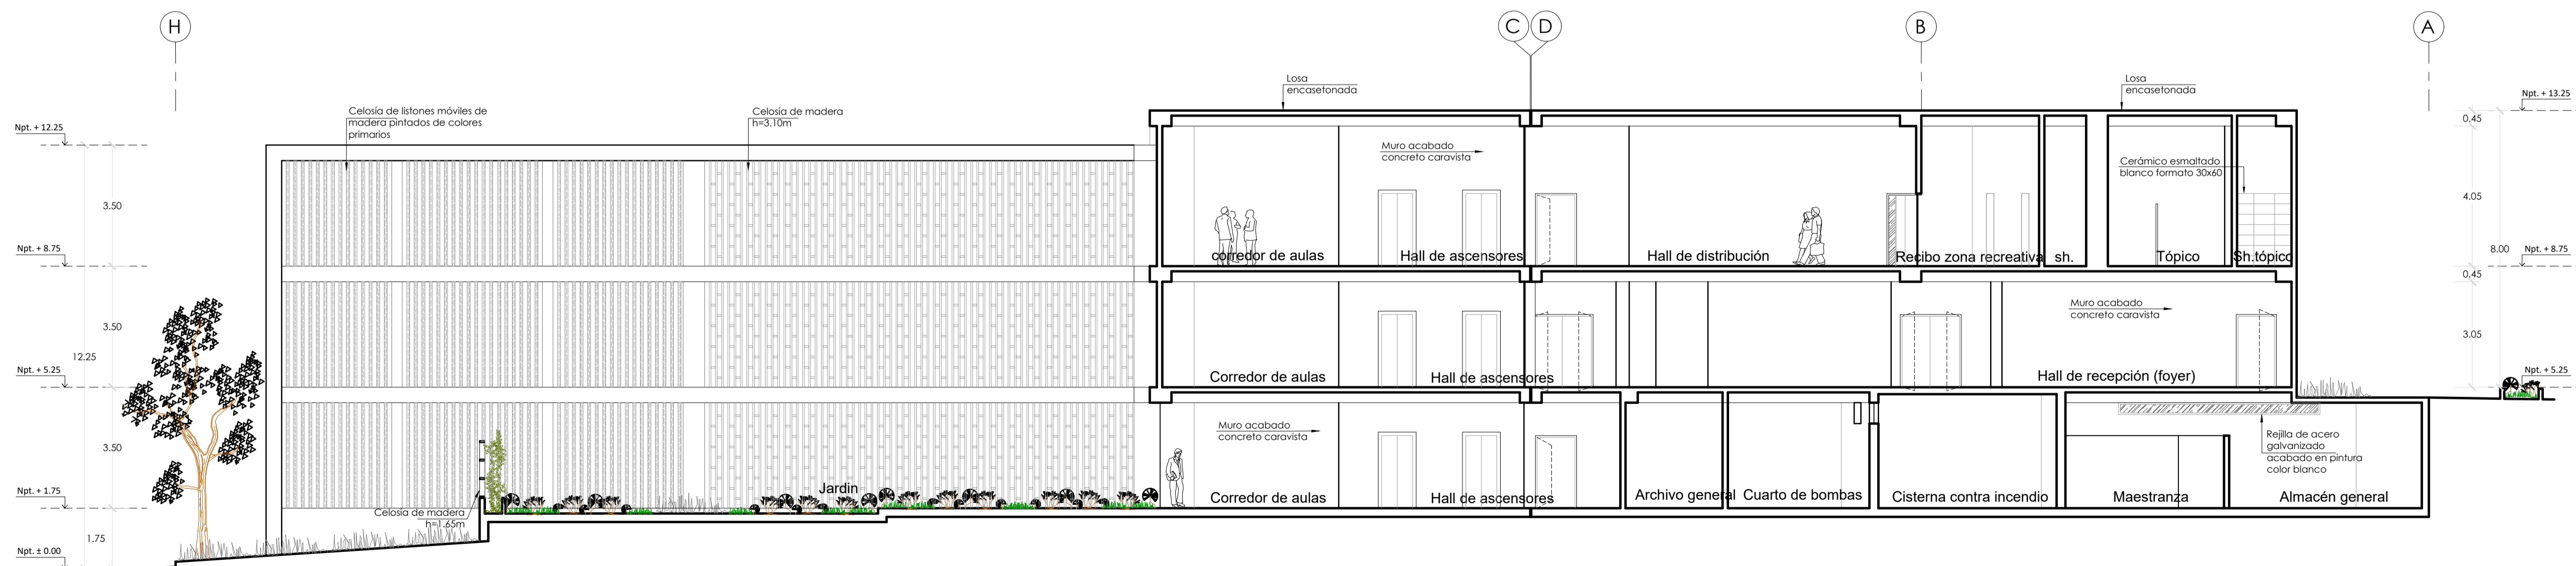 H
C
D
B
A
Losa
encasetonada
Losa
encasetonada
Npt. + 13.25
Celosía de listones móviles de
madera pintados de colores
primarios
Celosía de madera
h=3.10m
Npt. + 12.25
0,45
Muro acabado
concreto caravista
Cerámico esmaltado
blanco formato 30x60
4.05
3.50
Npt. + 8.75
corredor de aulas
Hall de ascensores
Hall de distribución
Recibo zona recreativa
sh.
Tópico
Sh.tópico
8.00
Npt. + 8.75
0,45
Muro acabado
concreto caravista
3.50
3.05
12.25
Npt. + 5.25
Corredor de aulas
Hall de ascensores
Hall de recepción (foyer)
Npt. + 5.25
Muro acabado
concreto caravista
Rejilla de acero
galvanizado
acabado en pintura
color blanco
3.50
Npt. + 1.75
Jardin
Corredor de aulas
Hall de ascensores
Archivo general
Cuarto de bombas
Cisterna contra incendio
Maestranza
Almacén general
Celosía de madera
h=1.65m
1.75
Npt. ± 0.00